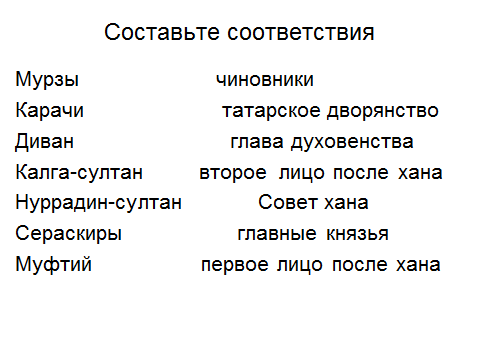 Составьте соответствия
Мурзы чиновники
Карачи татарское дворянство
Диван глава духовенства
Калга-султан второе лицо после хана
Нуррадин-султан Совет хана
Сераскиры главные князья
Муфтий первое лицо после хана